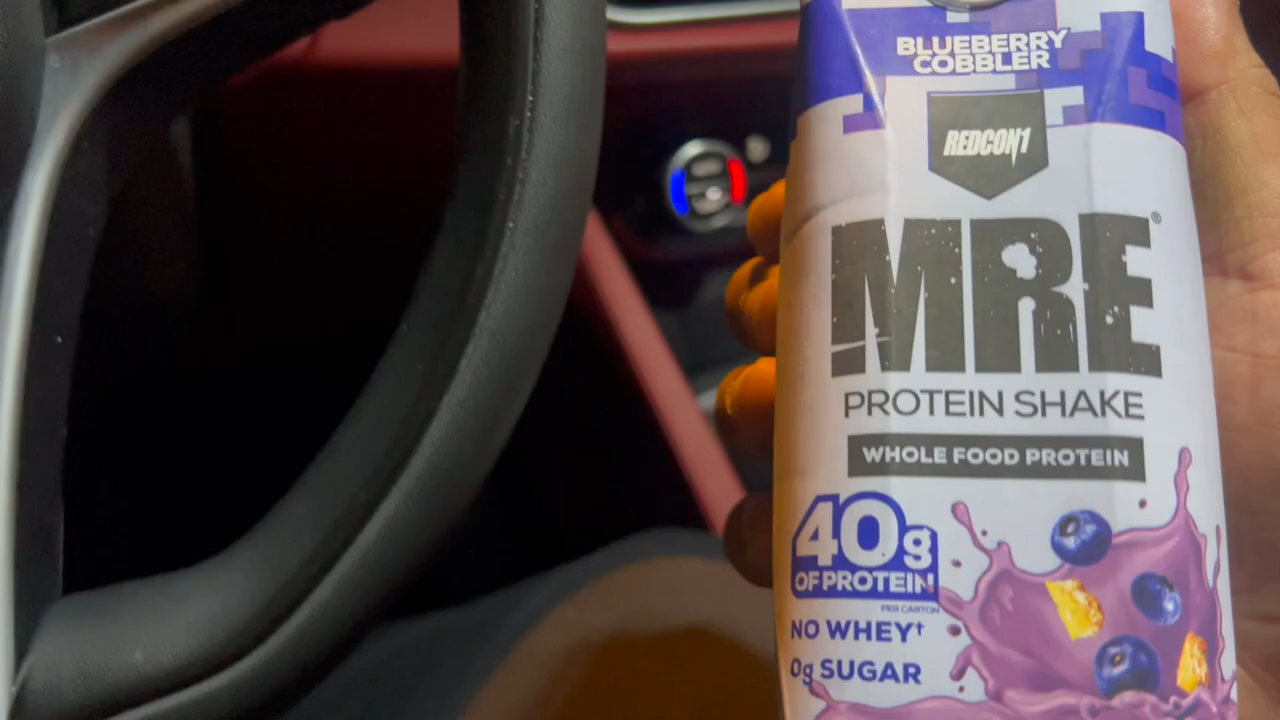 BLUEBERRY
COBBLER
REDCON1
MRE®
PROTEIN SHAKE
WHOLE FOOD PROTEIN
40g
OF PROTEIN
PER CARTON
NO WHEY†
0g SUGAR